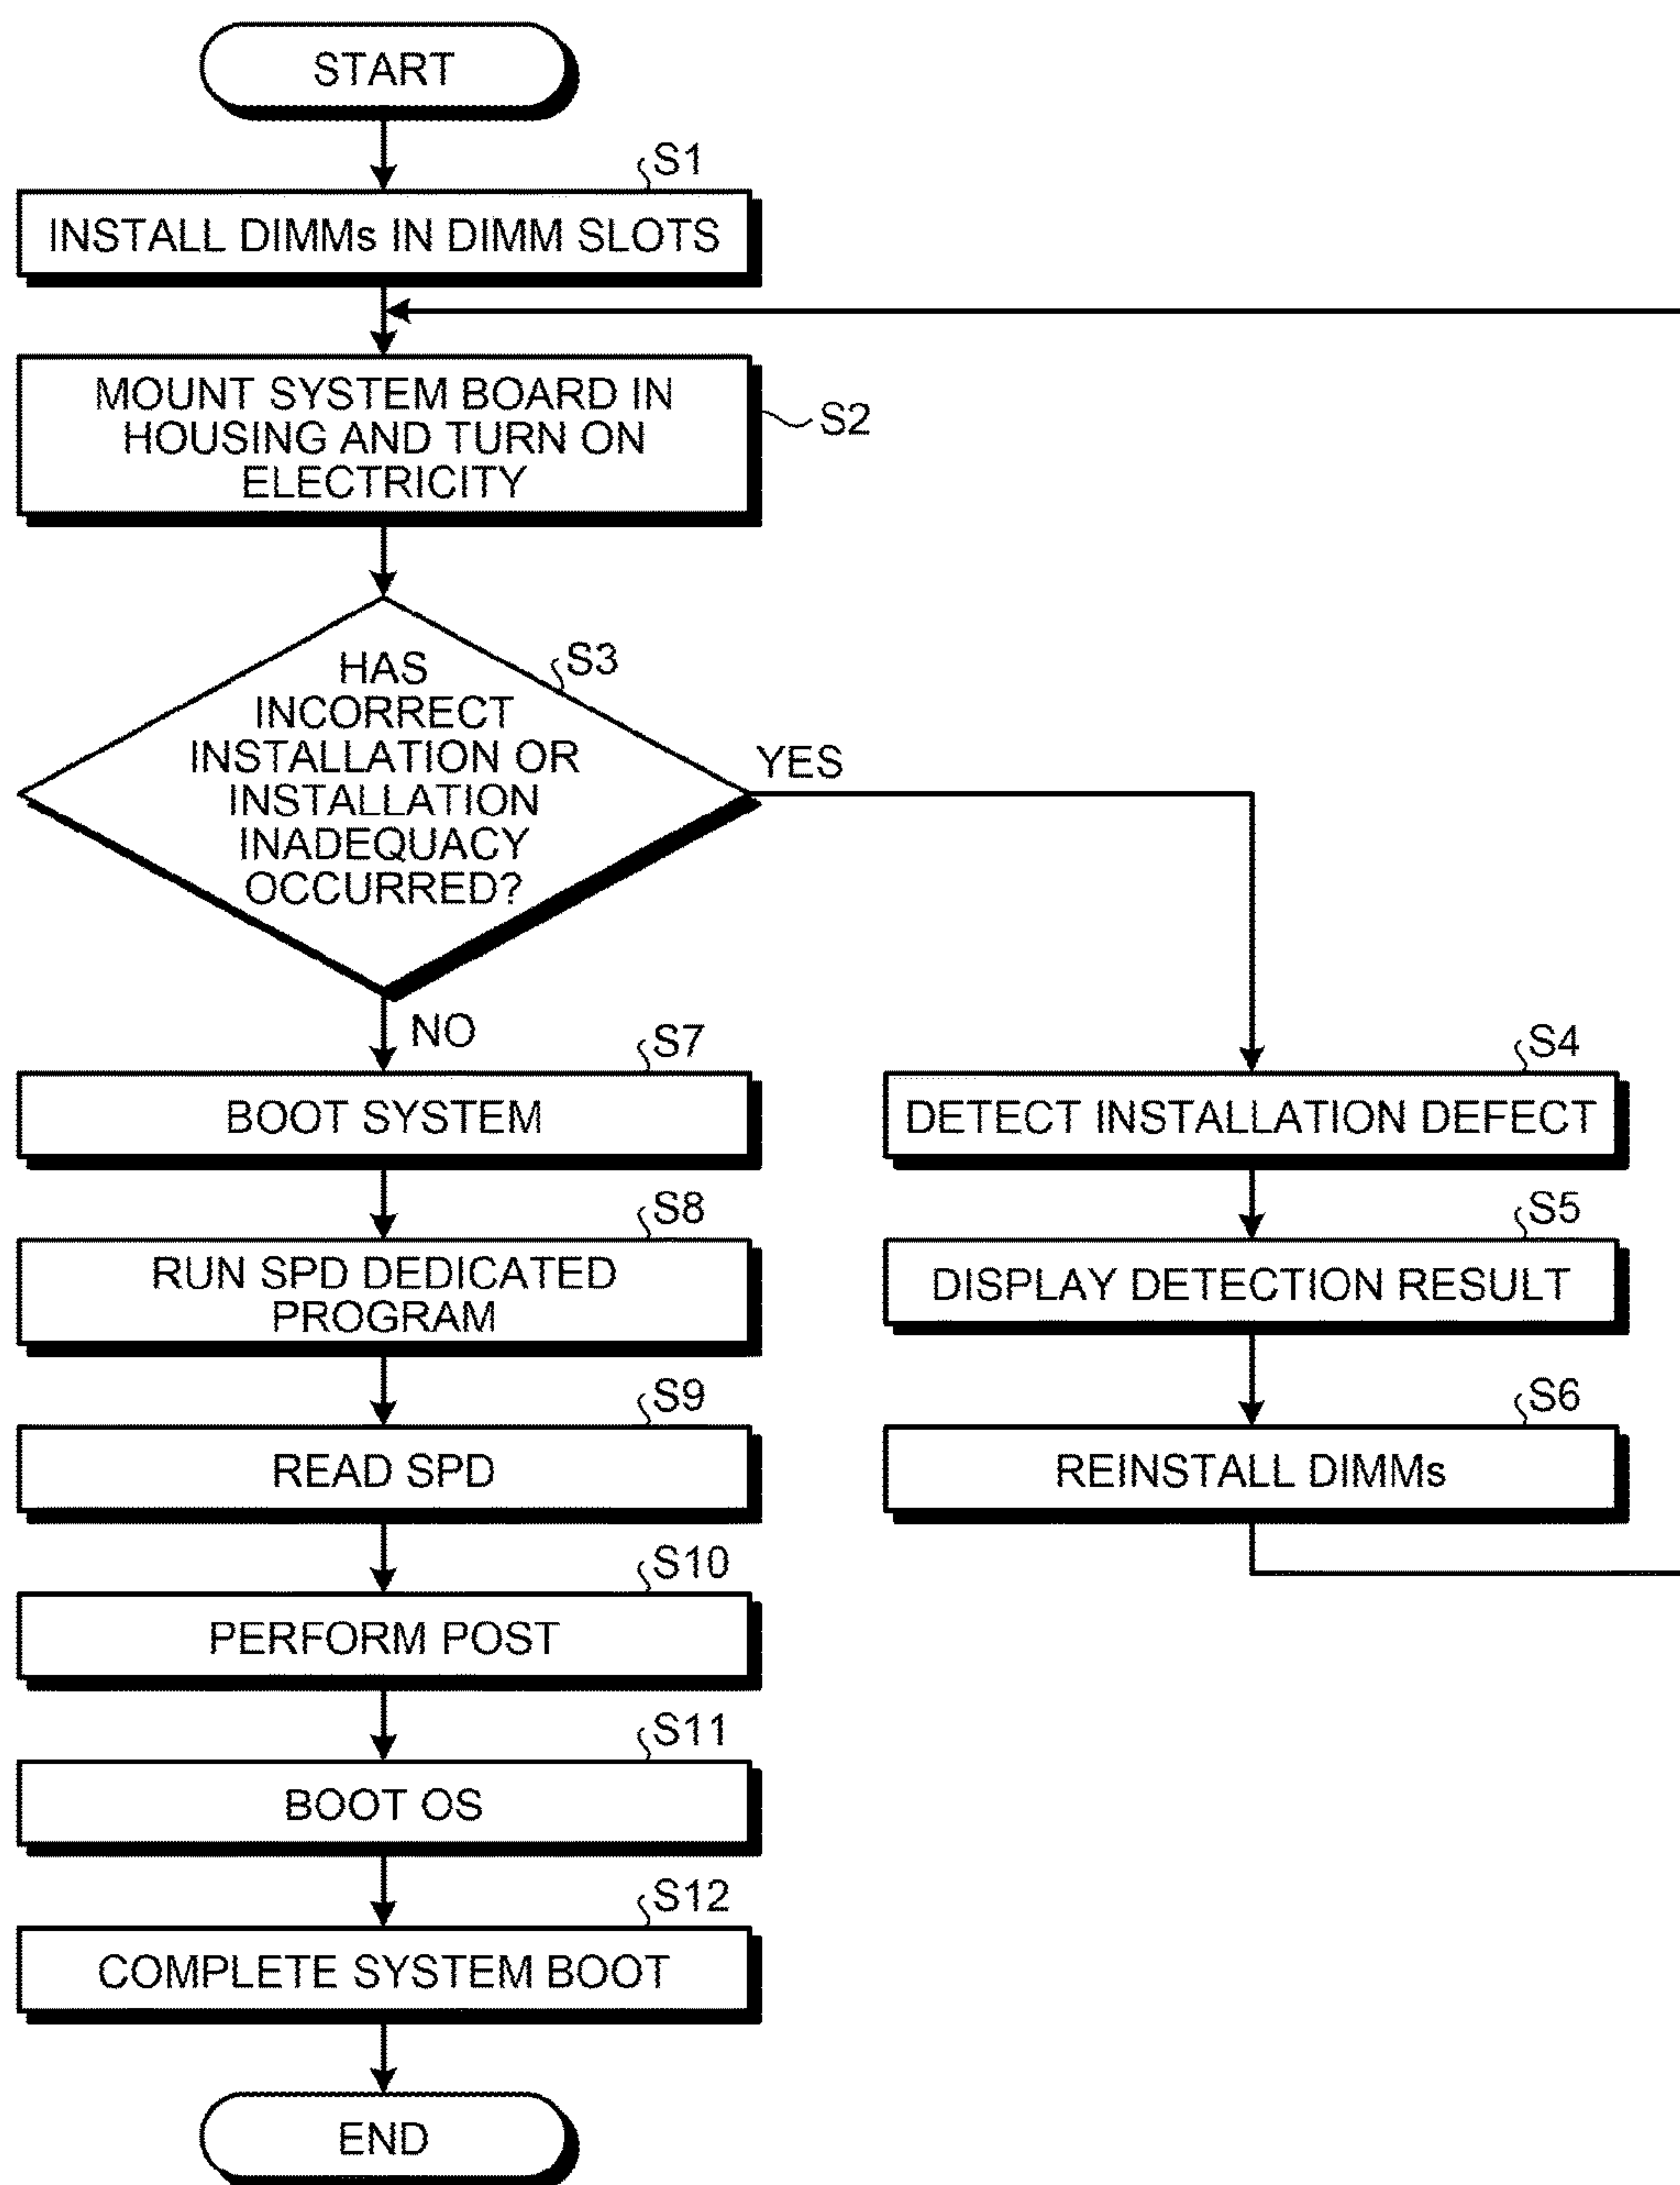 START
S1
INSTALL DIMMs IN DIMM SLOTS
MOUNT SYSTEM BOARD IN
HOUSING AND TURN ON
ELECTRICITY
S2
S3
HAS
INCORRECT
INSTALLATION OR
INSTALLATION
INADEQUACY
OCCURRED?
YES
NO
S7
BOOT SYSTEM
S4
DETECT INSTALLATION DEFECT
S8
RUN SPD DEDICATED
PROGRAM
S5
DISPLAY DETECTION RESULT
S9
READ SPD
S6
REINSTALL DIMMs
S10
PERFORM POST
S11
BOOT OS
S12
COMPLETE SYSTEM BOOT
END